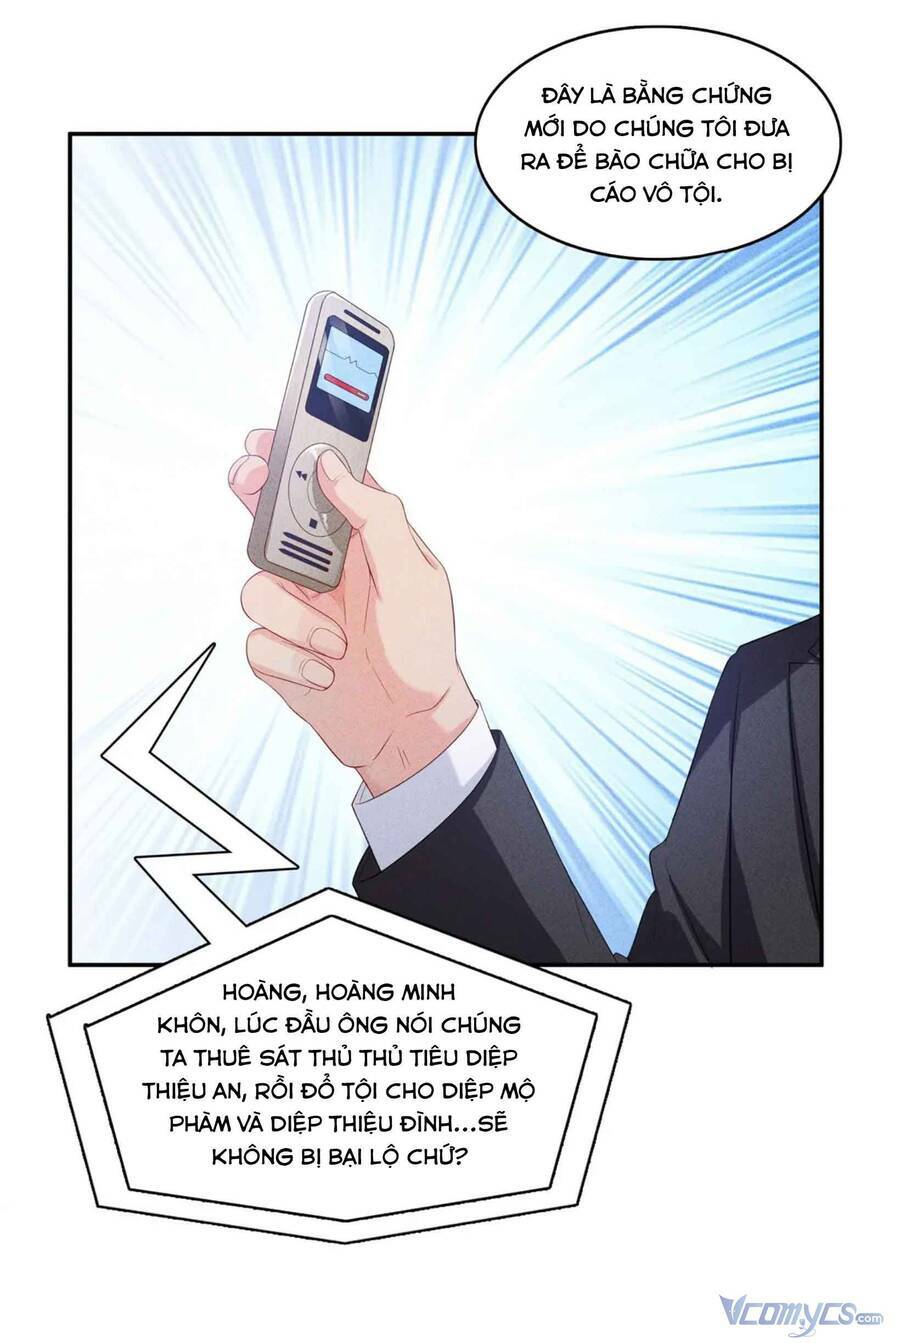 ĐÂY LÀ BẰNG CHỨNG
MỚI DO CHÚNG TÔI ĐƯA
RA ĐỂ BÀO CHỮA CHO BỊ
CÁO VÔ TỘI.
HOÀNG, HOÀNG MINH
KHÔN, LÚC ĐẦU ÔNG NÓI CHÚNG
TA THUÊ SÁT THỦ THỦ TIÊU DIỆP
THIỆU AN, RỒI ĐỔ TỘI CHO DIỆP MỘ
PHÀM VÀ DIỆP THIỆU ĐÌNH...SẼ
KHÔNG BỊ BẠI LỘ CHỨ?
Vcomycs.com